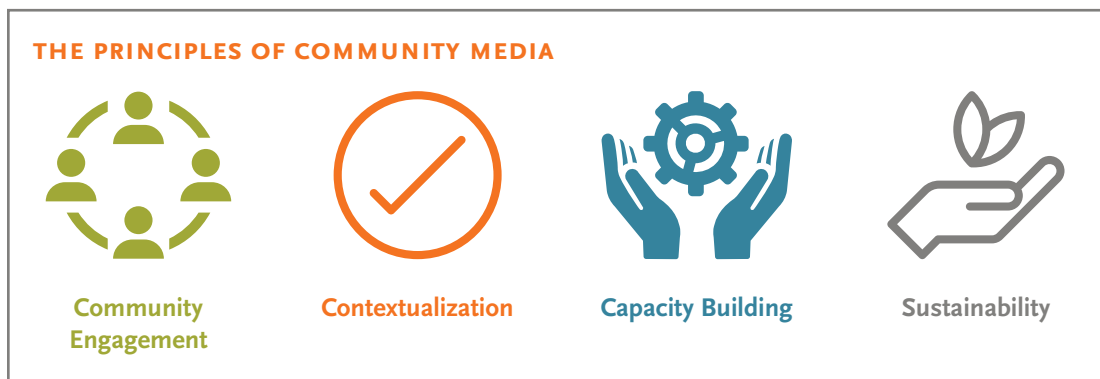 THE PRINCIPLES OF COMMUNITY MEDIA
Community
Engagement
Contextualization
Capacity Building
Sustainability